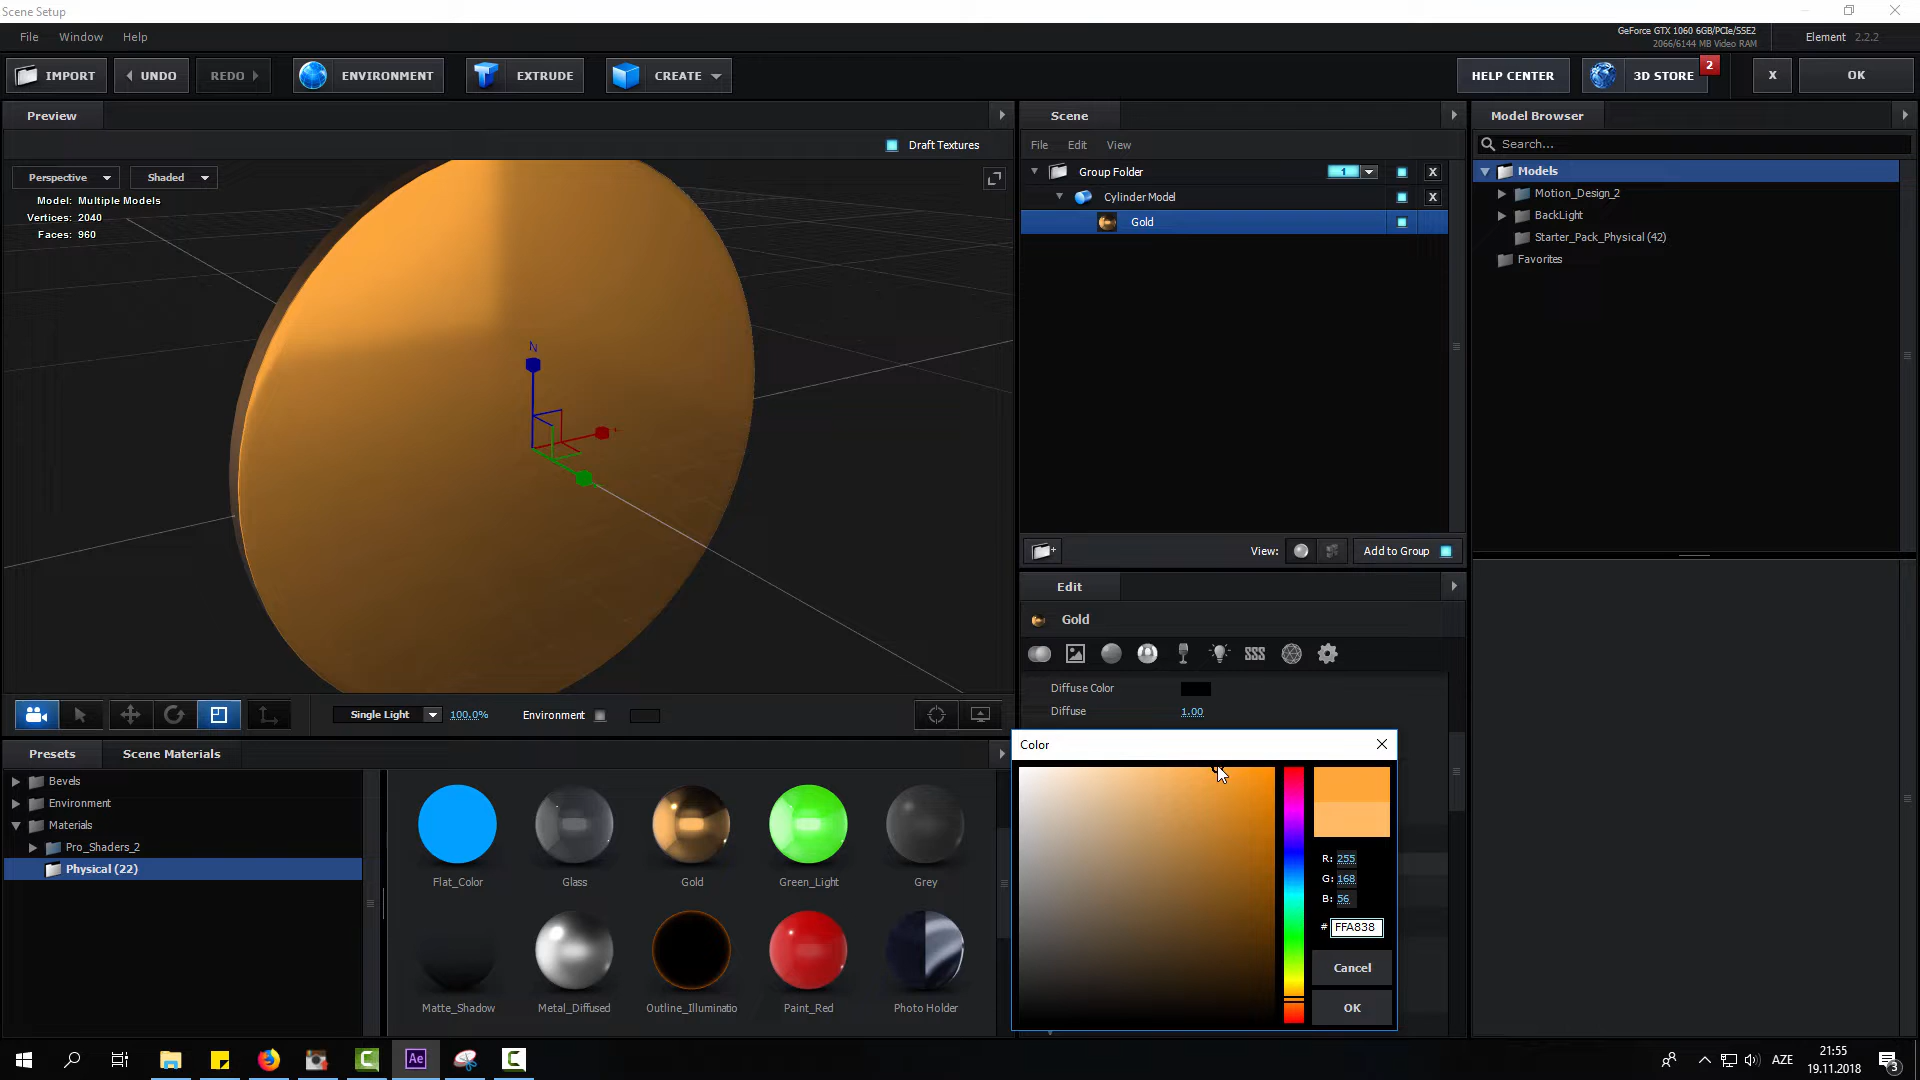 Scene Setup
File Window Help
GeForce GTX 1060 6GB/PCIe/SSE2
2066/6144 MB Video RAM
Element 2.2.2
IMPORT UNDO REDO ENVIRONMENT EXTRUDE CREATE HELP CENTER 3D STORE 2 X OK
Preview
Draft Textures
Perspective Shaded
Model: Multiple Models
Vertices: 2040
Faces: 960
N
Single Light 100.0% Environment
Scene
File Edit View
Group Folder 1 X
Cylinder Model X
Gold
View: Add to Group
Model Browser
Search...
Models
Motion_Design_2
BackLight
Starter_Pack_Physical (42)
Favorites
Edit
Gold
Diffuse Color
Diffuse 1.00
Color
R: 255
G: 168
B: 56
# FFA838
Cancel
OK
Presets Scene Materials
Bevels
Environment
Materials
Pro_Shaders_2
Physical (22)
Flat_Color Glass Gold Green_Light Grey
Matte_Shadow Metal_Diffused Outline_Illuminatio Paint_Red Photo Holder
Ae
AZE
21:55
19.11.2018
3